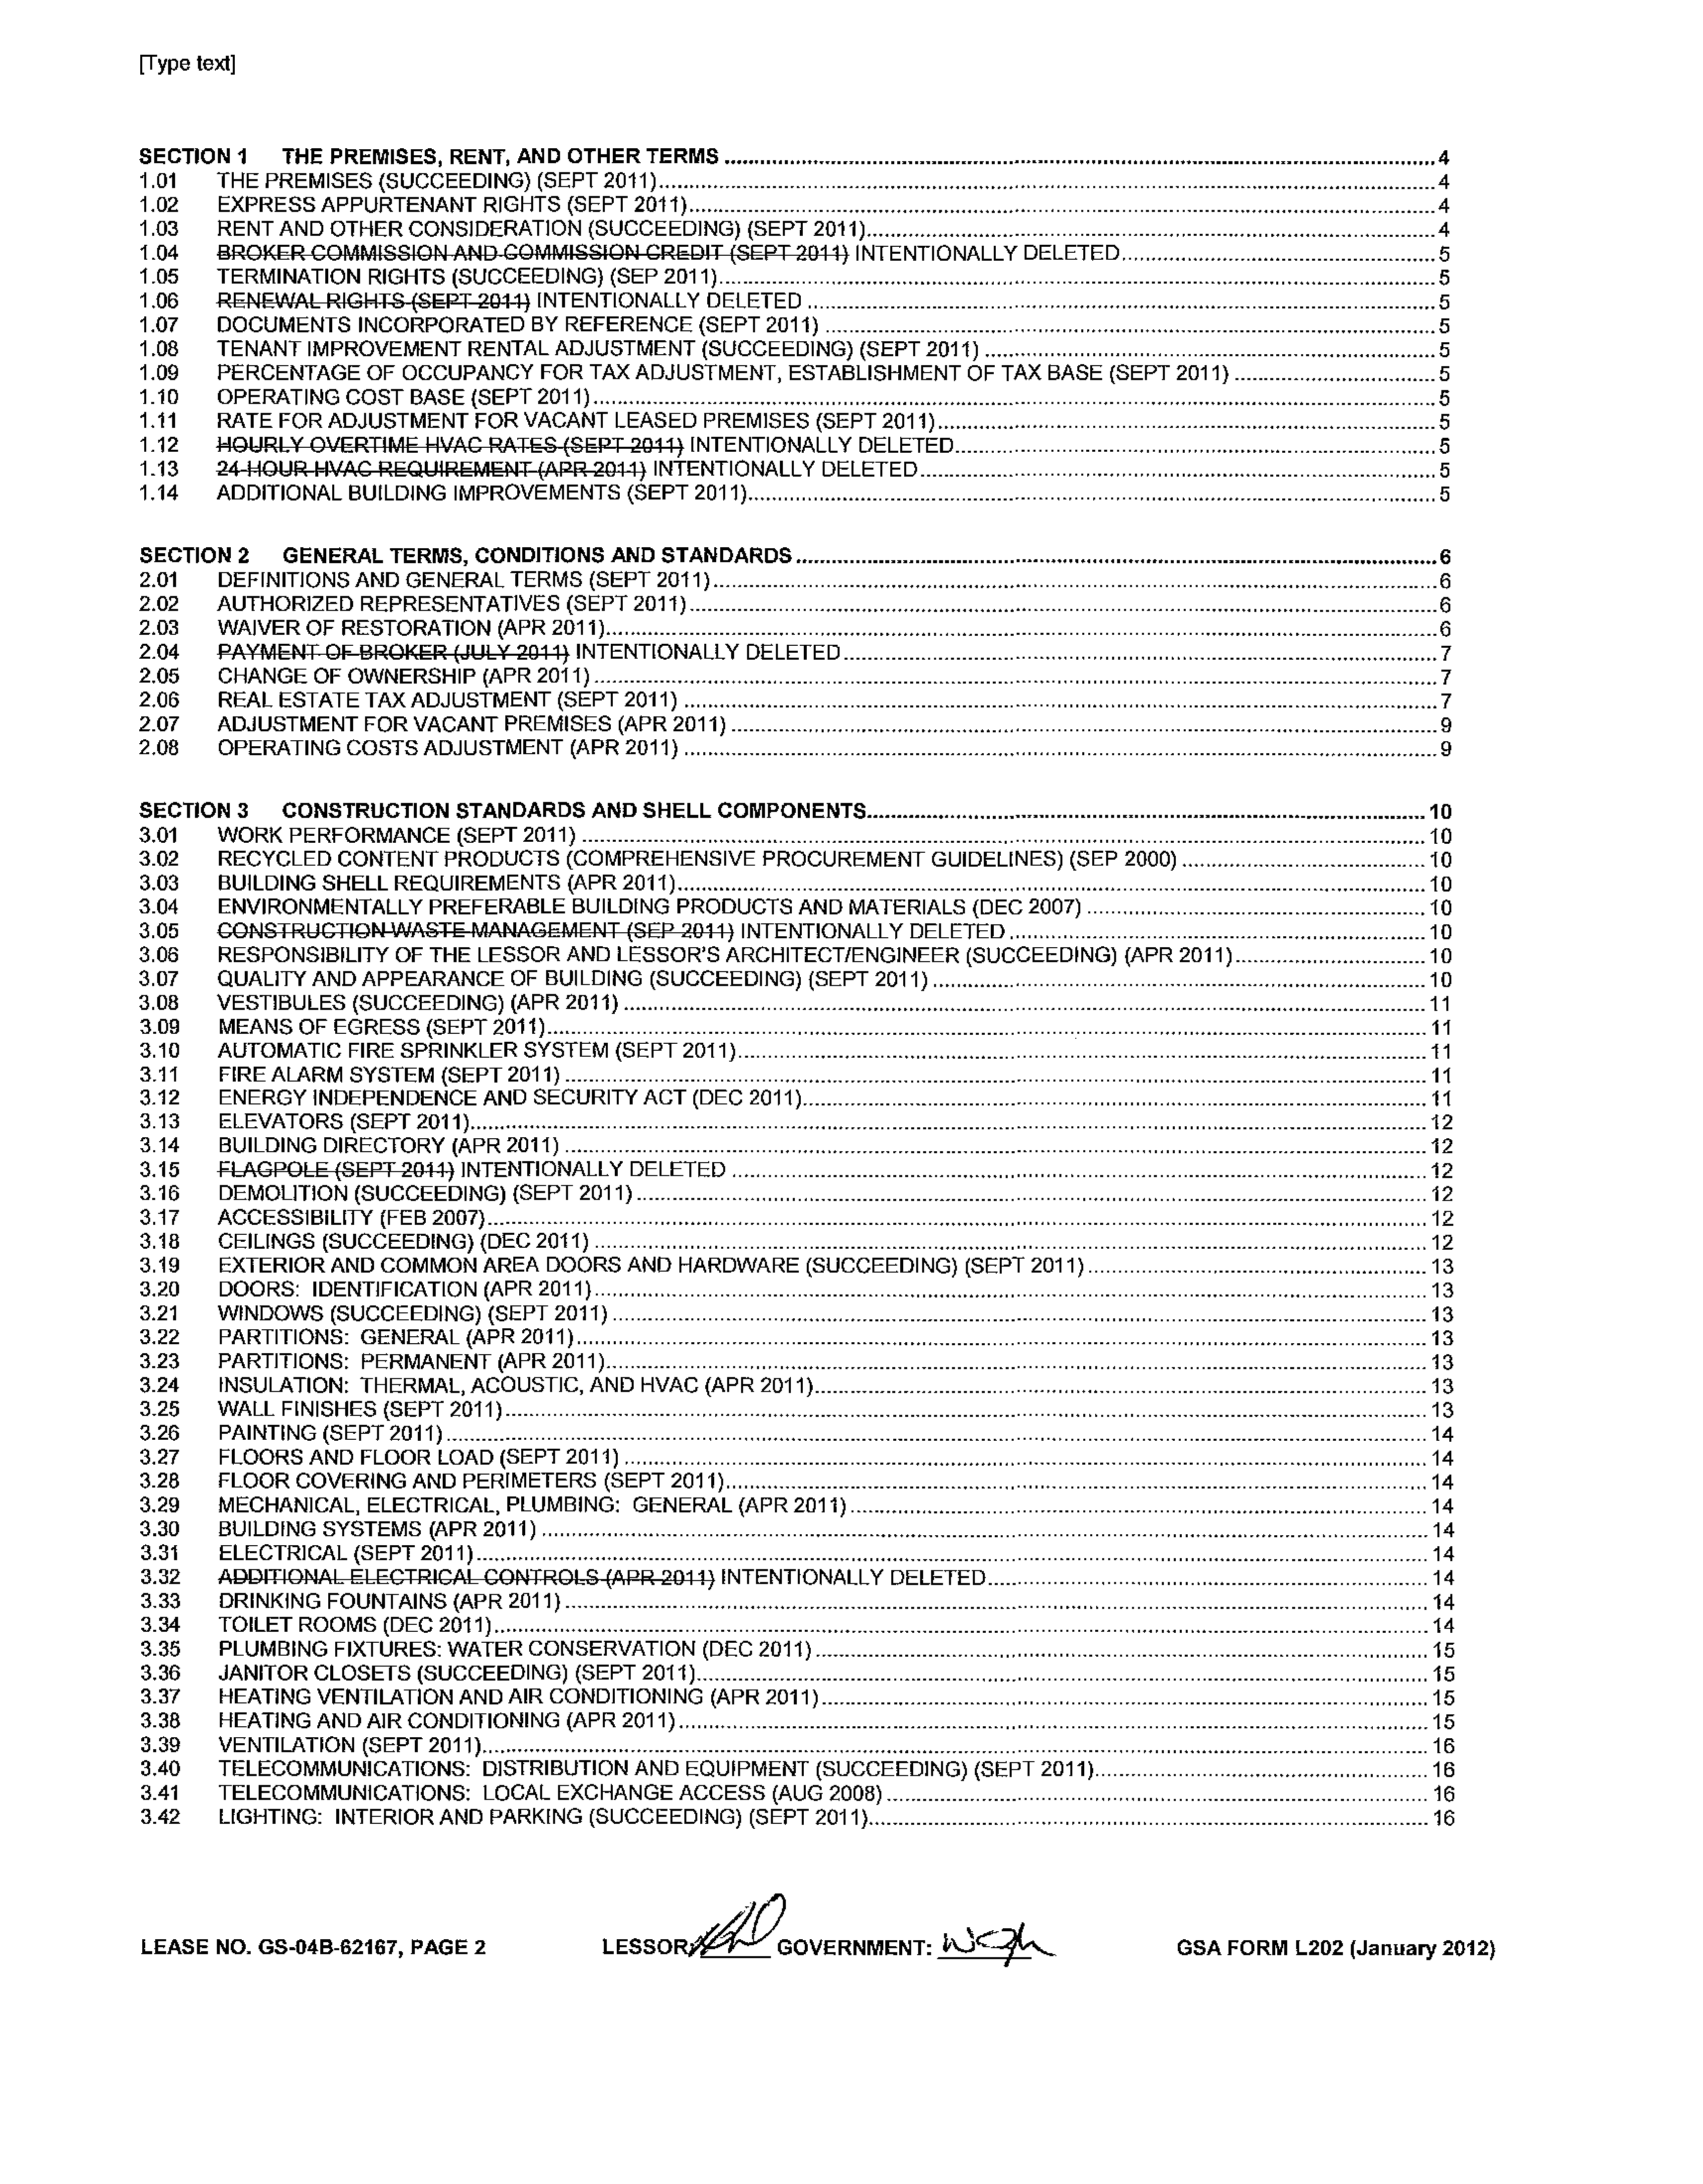 [Type text]
SECTION 1 THE PREMISES, RENT, AND OTHER TERMS ........ 4
1.01 THE PREMISES (SUCCEEDING) (SEPT 2011) ........ 4
1.02 EXPRESS APPURTENANT RIGHTS (SEPT 2011) ........ 4
1.03 RENT AND OTHER CONSIDERATION (SUCCEEDING) (SEPT 2011) ........ 4
1.04 BROKER COMMISSION AND COMMISSION CREDIT (SEPT 2011) INTENTIONALLY DELETED ........ 5
1.05 TERMINATION RIGHTS (SUCCEEDING) (SEP 2011) ........ 5
1.06 RENEWAL RIGHTS (SEPT 2011) INTENTIONALLY DELETED ........ 5
1.07 DOCUMENTS INCORPORATED BY REFERENCE (SEPT 2011) ........ 5
1.08 TENANT IMPROVEMENT RENTAL ADJUSTMENT (SUCCEEDING) (SEPT 2011) ........ 5
1.09 PERCENTAGE OF OCCUPANCY FOR TAX ADJUSTMENT, ESTABLISHMENT OF TAX BASE (SEPT 2011) ........ 5
1.10 OPERATING COST BASE (SEPT 2011) ........ 5
1.11 RATE FOR ADJUSTMENT FOR VACANT LEASED PREMISES (SEPT 2011) ........ 5
1.12 HOURLY OVERTIME HVAC RATES (SEPT 2011) INTENTIONALLY DELETED ........ 5
1.13 24-HOUR HVAC REQUIREMENT (APR 2011) INTENTIONALLY DELETED ........ 5
1.14 ADDITIONAL BUILDING IMPROVEMENTS (SEPT 2011) ........ 5
SECTION 2 GENERAL TERMS, CONDITIONS AND STANDARDS ........ 6
2.01 DEFINITIONS AND GENERAL TERMS (SEPT 2011) ........ 6
2.02 AUTHORIZED REPRESENTATIVES (SEPT 2011) ........ 6
2.03 WAIVER OF RESTORATION (APR 2011) ........ 6
2.04 PAYMENT OF BROKER (JULY 2011) INTENTIONALLY DELETED ........ 7
2.05 CHANGE OF OWNERSHIP (APR 2011) ........ 7
2.06 REAL ESTATE TAX ADJUSTMENT (SEPT 2011) ........ 7
2.07 ADJUSTMENT FOR VACANT PREMISES (APR 2011) ........ 9
2.08 OPERATING COSTS ADJUSTMENT (APR 2011) ........ 9
SECTION 3 CONSTRUCTION STANDARDS AND SHELL COMPONENTS ........ 10
3.01 WORK PERFORMANCE (SEPT 2011) ........ 10
3.02 RECYCLED CONTENT PRODUCTS (COMPREHENSIVE PROCUREMENT GUIDELINES) (SEP 2000) ........ 10
3.03 BUILDING SHELL REQUIREMENTS (APR 2011) ........ 10
3.04 ENVIRONMENTALLY PREFERABLE BUILDING PRODUCTS AND MATERIALS (DEC 2007) ........ 10
3.05 CONSTRUCTION WASTE MANAGEMENT (SEP 2011) INTENTIONALLY DELETED ........ 10
3.06 RESPONSIBILITY OF THE LESSOR AND LESSOR'S ARCHITECT/ENGINEER (SUCCEEDING) (APR 2011) ........ 10
3.07 QUALITY AND APPEARANCE OF BUILDING (SUCCEEDING) (SEPT 2011) ........ 10
3.08 VESTIBULES (SUCCEEDING) (APR 2011) ........ 11
3.09 MEANS OF EGRESS (SEPT 2011) ........ 11
3.10 AUTOMATIC FIRE SPRINKLER SYSTEM (SEPT 2011) ........ 11
3.11 FIRE ALARM SYSTEM (SEPT 2011) ........ 11
3.12 ENERGY INDEPENDENCE AND SECURITY ACT (DEC 2011) ........ 11
3.13 ELEVATORS (SEPT 2011) ........ 12
3.14 BUILDING DIRECTORY (APR 2011) ........ 12
3.15 FLAGPOLE (SEPT 2011) INTENTIONALLY DELETED ........ 12
3.16 DEMOLITION (SUCCEEDING) (SEPT 2011) ........ 12
3.17 ACCESSIBILITY (FEB 2007) ........ 12
3.18 CEILINGS (SUCCEEDING) (DEC 2011) ........ 12
3.19 EXTERIOR AND COMMON AREA DOORS AND HARDWARE (SUCCEEDING) (SEPT 2011) ........ 13
3.20 DOORS: IDENTIFICATION (APR 2011) ........ 13
3.21 WINDOWS (SUCCEEDING) (SEPT 2011) ........ 13
3.22 PARTITIONS: GENERAL (APR 2011) ........ 13
3.23 PARTITIONS: PERMANENT (APR 2011) ........ 13
3.24 INSULATION: THERMAL, ACOUSTIC, AND HVAC (APR 2011) ........ 13
3.25 WALL FINISHES (SEPT 2011) ........ 13
3.26 PAINTING (SEPT 2011) ........ 14
3.27 FLOORS AND FLOOR LOAD (SEPT 2011) ........ 14
3.28 FLOOR COVERING AND PERIMETERS (SEPT 2011) ........ 14
3.29 MECHANICAL, ELECTRICAL, PLUMBING: GENERAL (APR 2011) ........ 14
3.30 BUILDING SYSTEMS (APR 2011) ........ 14
3.31 ELECTRICAL (SEPT 2011) ........ 14
3.32 ADDITIONAL ELECTRICAL CONTROLS (APR 2011) INTENTIONALLY DELETED ........ 14
3.33 DRINKING FOUNTAINS (APR 2011) ........ 14
3.34 TOILET ROOMS (DEC 2011) ........ 14
3.35 PLUMBING FIXTURES: WATER CONSERVATION (DEC 2011) ........ 15
3.36 JANITOR CLOSETS (SUCCEEDING) (SEPT 2011) ........ 15
3.37 HEATING VENTILATION AND AIR CONDITIONING (APR 2011) ........ 15
3.38 HEATING AND AIR CONDITIONING (APR 2011) ........ 15
3.39 VENTILATION (SEPT 2011) ........ 16
3.40 TELECOMMUNICATIONS: DISTRIBUTION AND EQUIPMENT (SUCCEEDING) (SEPT 2011) ........ 16
3.41 TELECOMMUNICATIONS: LOCAL EXCHANGE ACCESS (AUG 2008) ........ 16
3.42 LIGHTING: INTERIOR AND PARKING (SUCCEEDING) (SEPT 2011) ........ 16
LEASE NO. GS-04B-62167, PAGE 2 LESSOR: GOVERNMENT: GSA FORM L202 (January 2012)